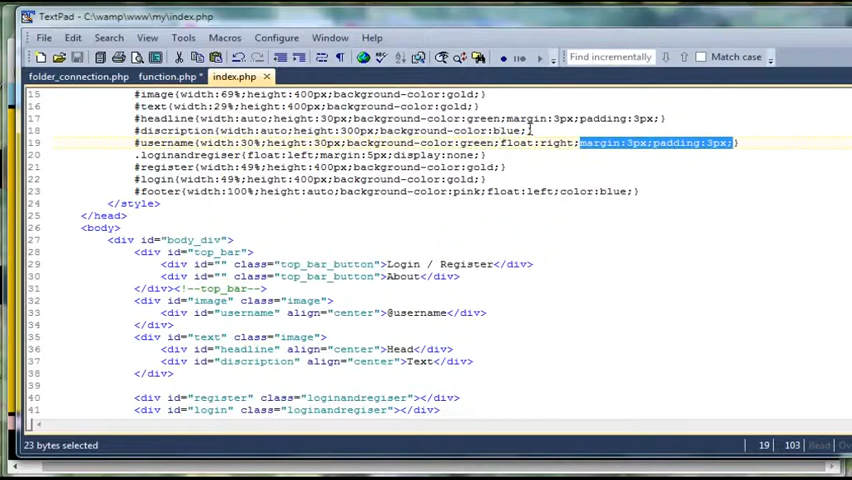 TextPad - C:\wamp\www\my\index.php
File Edit Search View Tools Macros Configure Window Help
Find incrementally Match case
folder_connection.php function.php * index.php
15 #image{width:69%;height:400px;background-color:gold;}
16 #text{width:29%;height:400px;background-color:gold;}
17 #headline{width:auto;height:30px;background-color:green;margin:3px;padding:3px;}
18 #discription{width:auto;height:300px;background-color:blue;
19 #username{width:30%;height:30px;background-color:green;float:right;margin:3px;padding:3px;}
20 .loginandregiser{float:left;margin:5px;display:none;}
21 #register{width:49%;height:400px;background-color:gold;}
22 #login{width:49%;height:400px;background-color:gold;}
23 #footer{width:100%;height:auto;background-color:pink;float:left;color:blue;}
24 </style>
25 </head>
26 <body>
27 <div id="body_div">
28 <div id="top_bar">
29 <div id="" class="top_bar_button">Login / Register</div>
30 <div id="" class="top_bar_button">About</div>
31 </div><!--top_bar-->
32 <div id="image" class="image">
33 <div id="username" align="center">@username</div>
34 </div>
35 <div id="text" class="image">
36 <div id="headline" align="center">Head</div>
37 <div id="discription" align="center">Text</div>
38 </div>
39
40 <div id="register" class="loginandregiser"></div>
41 <div id="login" class="loginandregiser"></div>
23 bytes selected 19 103 Read Ov